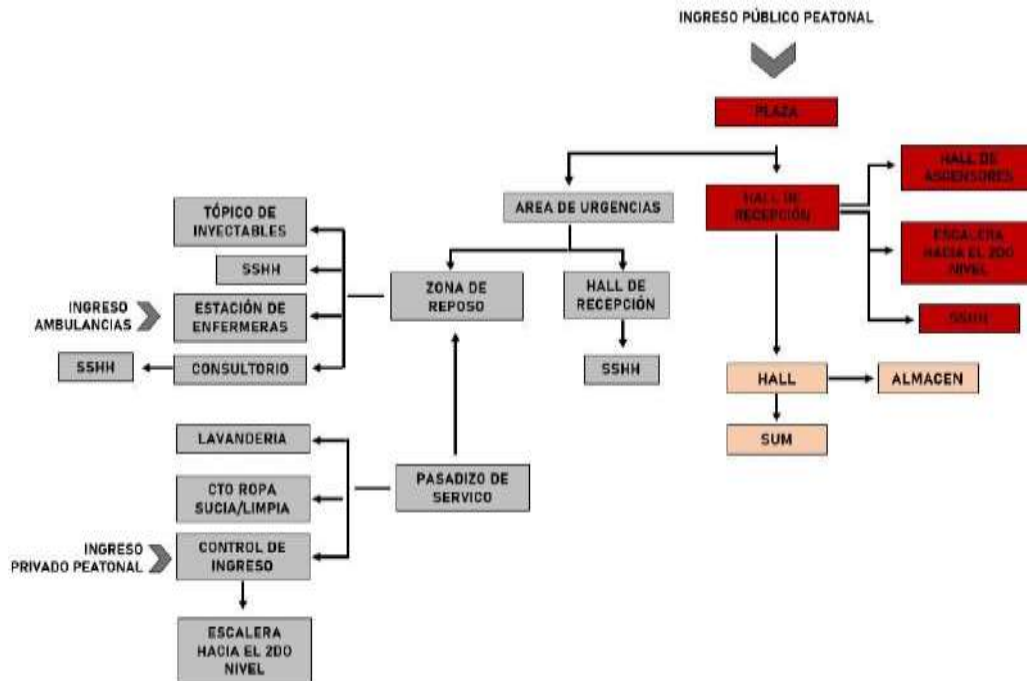 INGRESO PÚBLICO PEATONAL
PLAZA
HALL DE
ASCENSORES
AREA DE URGENCIAS
HALL DE
RECEPCIÓN
TÓPICO DE
INYECTABLES
ESCALERA
HACIA EL 2DO
NIVEL
SSHH
ZONA DE
REPOSO
HALL DE
RECEPCIÓN
INGRESO
AMBULANCIAS
ESTACIÓN DE
ENFERMERAS
SSHH
SSHH
CONSULTORIO
SSHH
HALL
ALMACEN
SUM
LAVANDERIA
CTO ROPA
SUCIA/LIMPIA
PASADIZO DE
SERVICO
INGRESO
PRIVADO PEATONAL
CONTROL DE
INGRESO
ESCALERA
HACIA EL 2DO
NIVEL